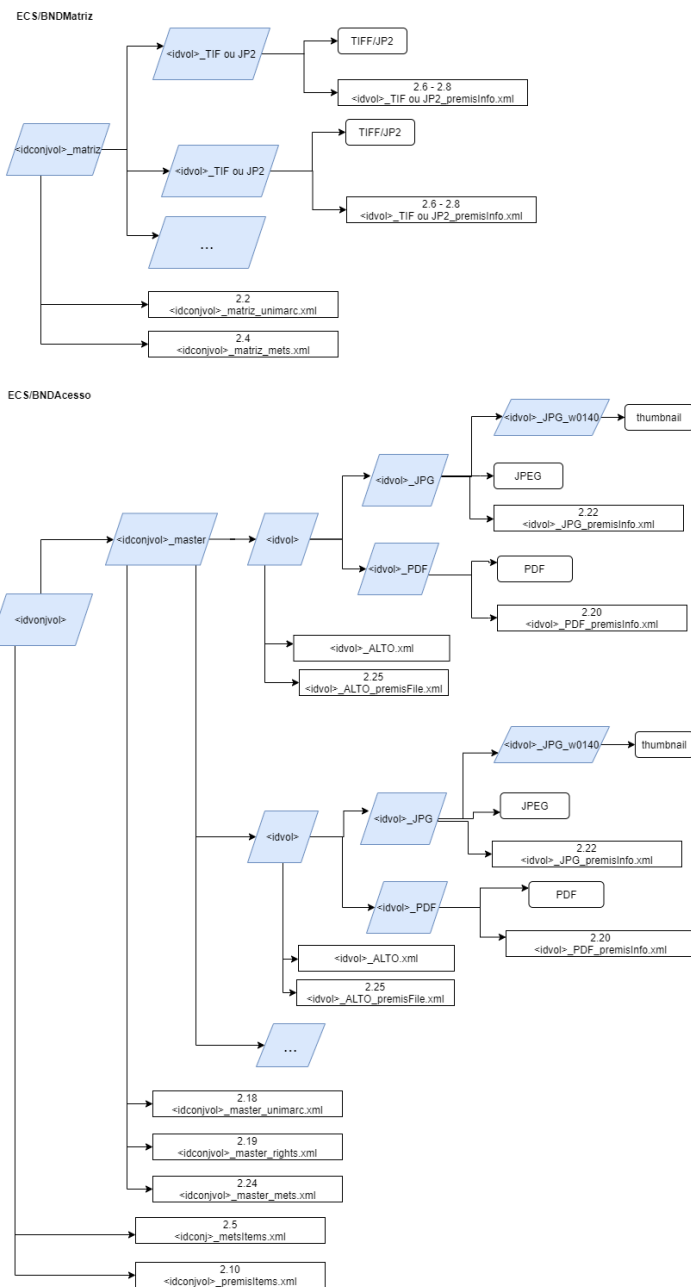 ECS/BNDMatriz
<idvol>_TIF ou JP2
TIFF/JP2
2.6 - 2.8
<idvol>_TIF ou JP2_premisInfo.xml
<idconjvol>_matriz
<idvol>_TIF ou JP2
TIFF/JP2
2.6 - 2.8
<idvol>_TIF ou JP2_premisInfo.xml
...
2.2
<idconjvol>_matriz_unimarc.xml
2.4
<idconjvol>_matriz_mets.xml
ECS/BNDAcesso
<idvol>_JPG_w0140
thumbnail
<idvol>_JPG
JPEG
2.22
<idvol>_JPG_premisInfo.xml
<idconjvol>_master
<idvol>
<idvol>_PDF
PDF
2.20
<idvol>_PDF_premisInfo.xml
<idvonjvol>
<idvol>_ALTO.xml
2.25
<idvol>_ALTO_premisFile.xml
<idvol>_JPG_w0140
thumbnail
<idvol>
<idvol>_JPG
JPEG
2.22
<idvol>_JPG_premisInfo.xml
<idvol>_PDF
PDF
2.20
<idvol>_PDF_premisInfo.xml
<idvol>_ALTO.xml
2.25
<idvol>_ALTO_premisFile.xml
...
2.18
<idconjvol>_master_unimarc.xml
2.19
<idconjvol>_master_rights.xml
2.24
<idconjvol>_master_mets.xml
2.5
<idconj>_metsItems.xml
2.10
<idconjvol>_premisItems.xml